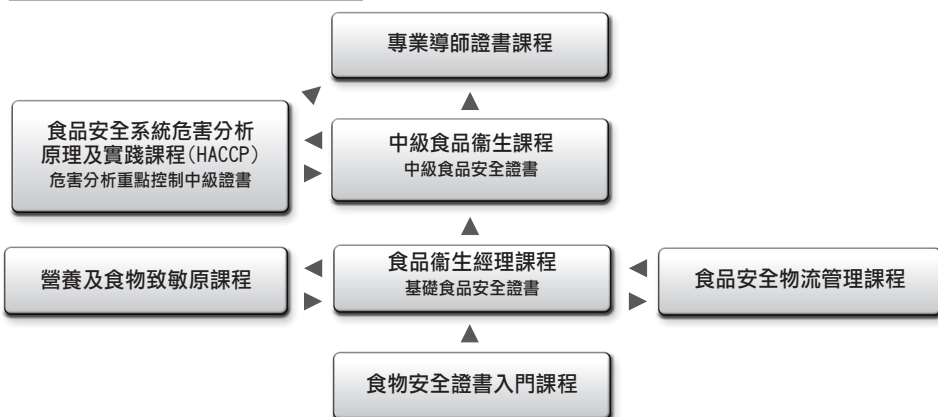 專業導師證書課程
食品安全系統危害分析
原理及實踐課程(HACCP)
危害分析重點控制中級證書
中級食品衞生課程
中級食品安全證書
營養及食物致敏原課程
食品衞生經理課程
基礎食品安全證書
食品安全物流管理課程
食物安全證書入門課程